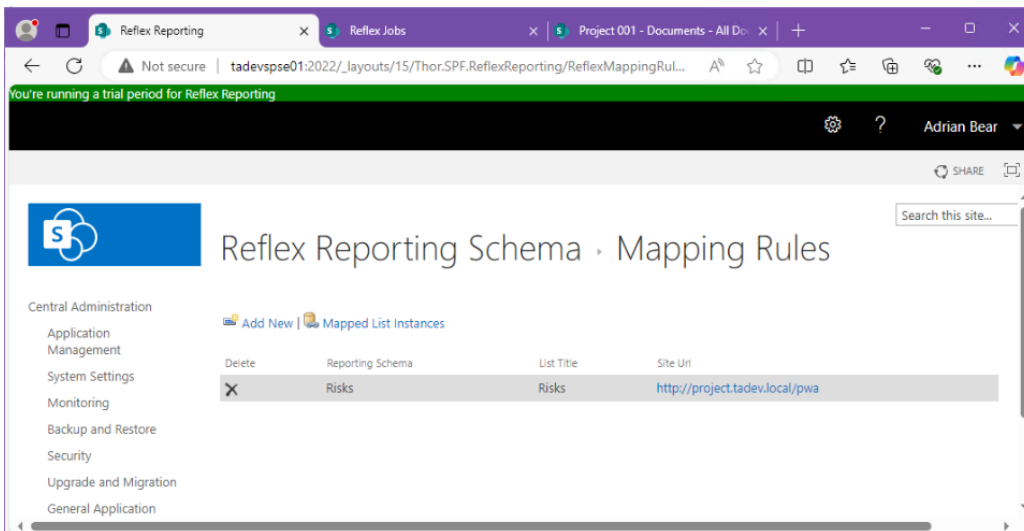 Reflex Reporting
Reflex Jobs
Project 001 - Documents - All Do
Not secure
tadevspse01:2022/_layouts/15/Thor.SPF.ReflexReporting/ReflexMappingRul...
You're running a trial period for Reflex Reporting
Adrian Bear
SHARE
Search this site...
S
Reflex Reporting Schema › Mapping Rules
Central Administration
Application
Management
System Settings
Monitoring
Backup and Restore
Security
Upgrade and Migration
General Application
Add New | Mapped List Instances
Delete Reporting Schema List Title Site Url
Risks Risks http://project.tadev.local/pwa